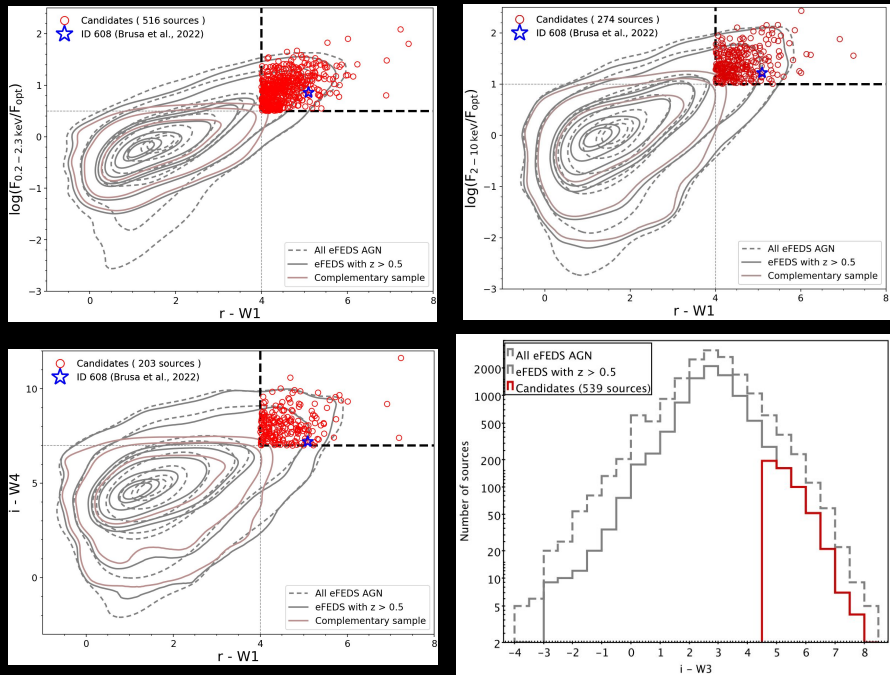 Candidates ( 516 sources )
ID 608 (Brusa et al., 2022)
2
1
0
−1
−2
−3
log(F0.2 − 2.3 keV/Fopt)
All eFEDS AGN
eFEDS with z > 0.5
Complementary sample
0 2 4 6 8
r - W1
Candidates ( 274 sources )
ID 608 (Brusa et al., 2022)
2
1
0
−1
−2
−3
log(F2 − 10 keV/Fopt)
All eFEDS AGN
eFEDS with z > 0.5
Complementary sample
0 2 4 6 8
r - W1
Candidates ( 203 sources )
ID 608 (Brusa et al., 2022)
10
5
0
i - W4
All eFEDS AGN
eFEDS with z > 0.5
Complementary sample
0 2 4 6 8
r - W1
All eFEDS AGN
eFEDS with z > 0.5
Candidates (539 sources)
2000
1000
500
200
100
50
20
10
5
2
Number of sources
−4 −3 −2 −1 0 1 2 3 4 5 6 7 8
i − W3